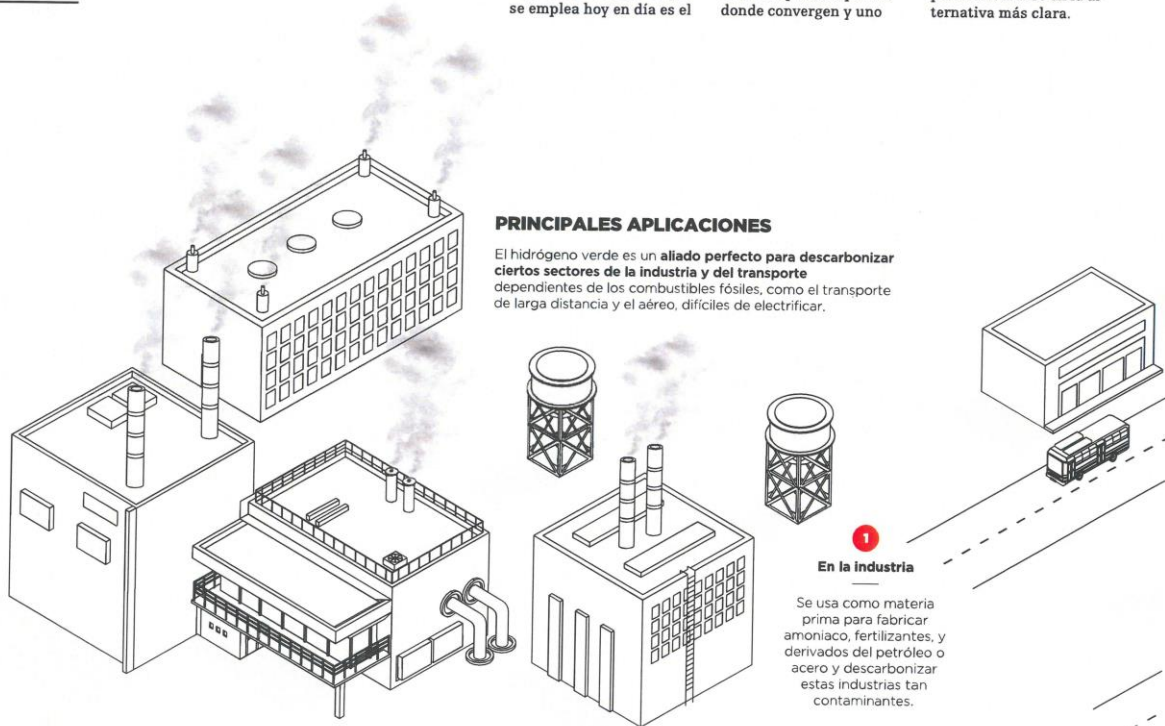 se emplea hoy en día es el
donde convergen y uno
ternativa más clara.
PRINCIPALES APLICACIONES
El hidrógeno verde es un aliado perfecto para descarbonizar
ciertos sectores de la industria y del transporte
dependientes de los combustibles fósiles, como el transporte
de larga distancia y el aéreo, difíciles de electrificar.
1
En la industria
Se usa como materia
prima para fabricar
amoniaco, fertilizantes, y
derivados del petróleo o
acero y descarbonizar
estas industrias tan
contaminantes.